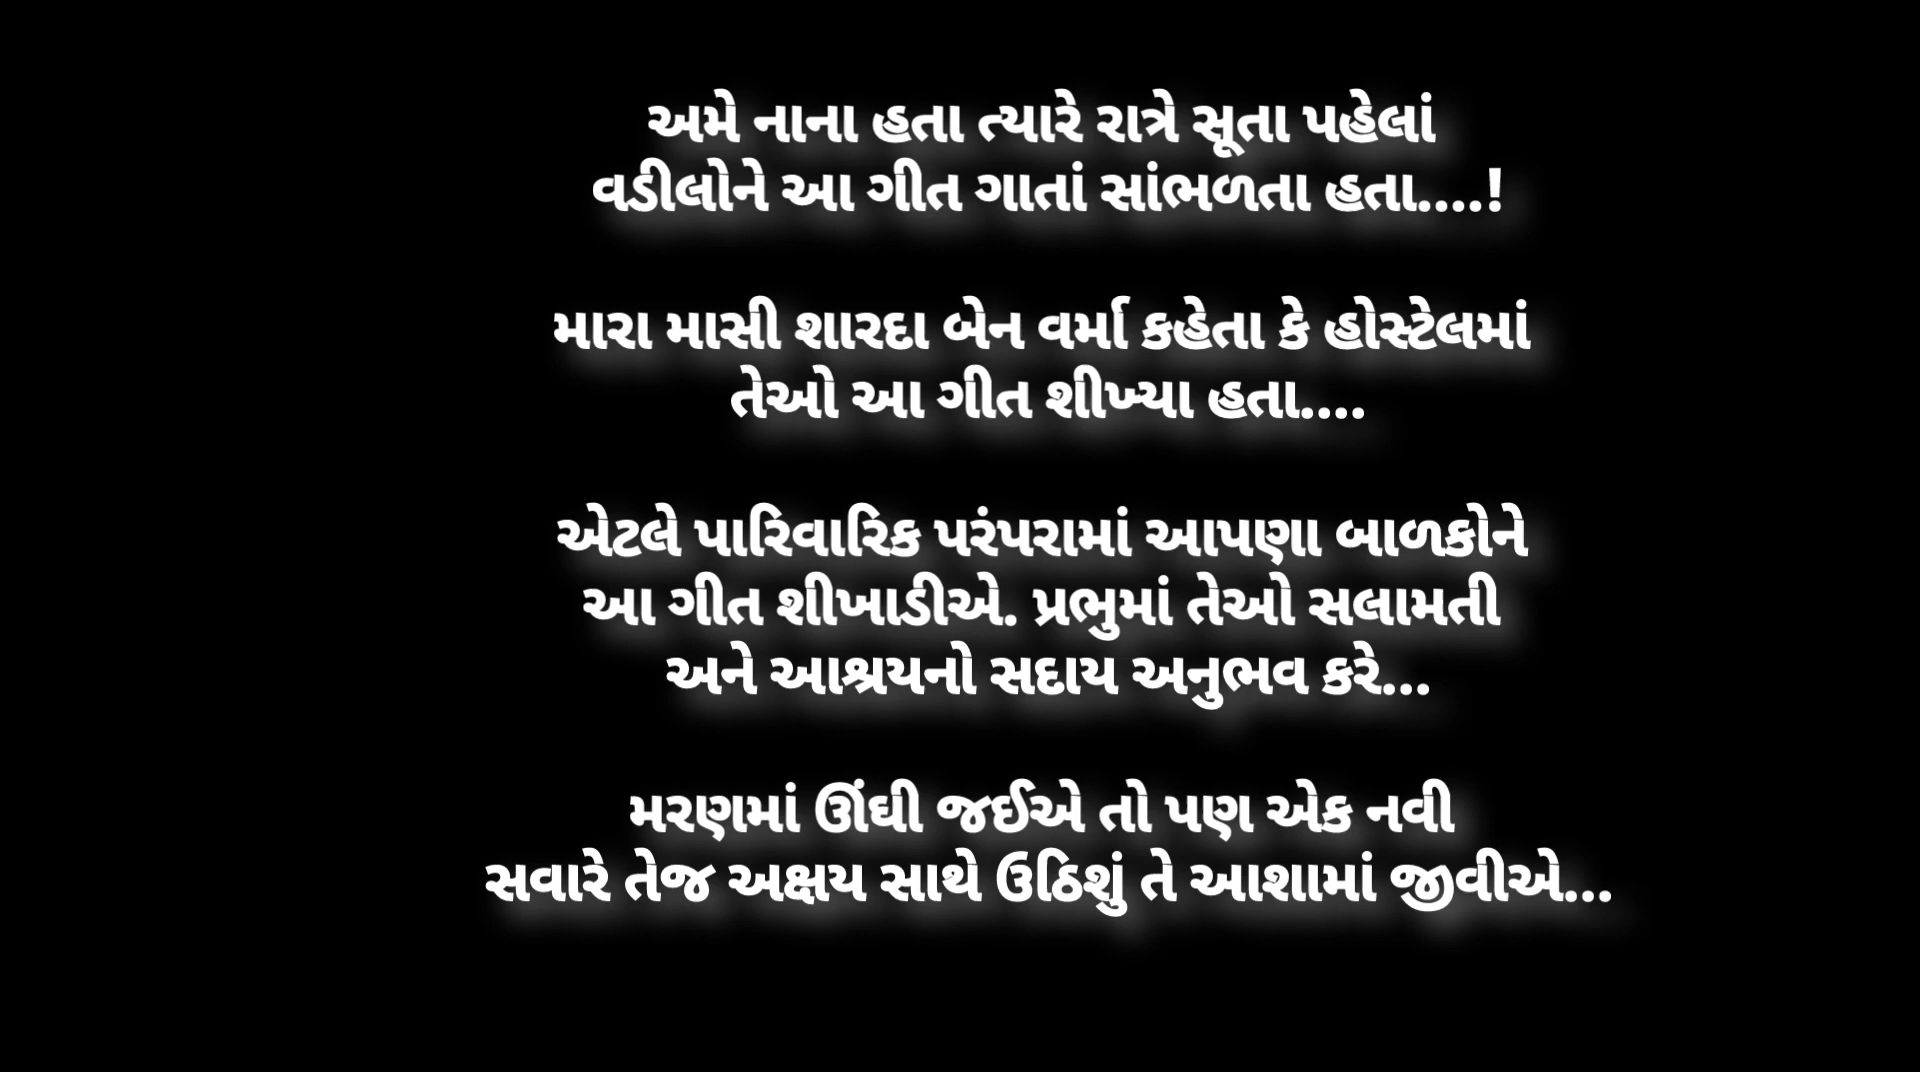 અમે નાના હતા ત્યારે રાત્રે સૂતા પહેલાં
વડીલોને આ ગીત ગાતાં સાંભળતા હતા....!
મારા માસી શારદા બેન વર્મા કહેતા કે હોસ્ટેલમાં
તેઓ આ ગીત શીખ્યા હતા....
એટલે પારિવારિક પરંપરામાં આપણા બાળકોને
આ ગીત શીખાડીએ. પ્રભુમાં તેઓ સલામતી
અને આશ્રયનો સદાય અનુભવ કરે...
મરણમાં ઊંઘી જઈએ તો પણ એક નવી
સવારે તેજ અક્ષય સાથે ઉઠિશું તે આશામાં જીવીએ...